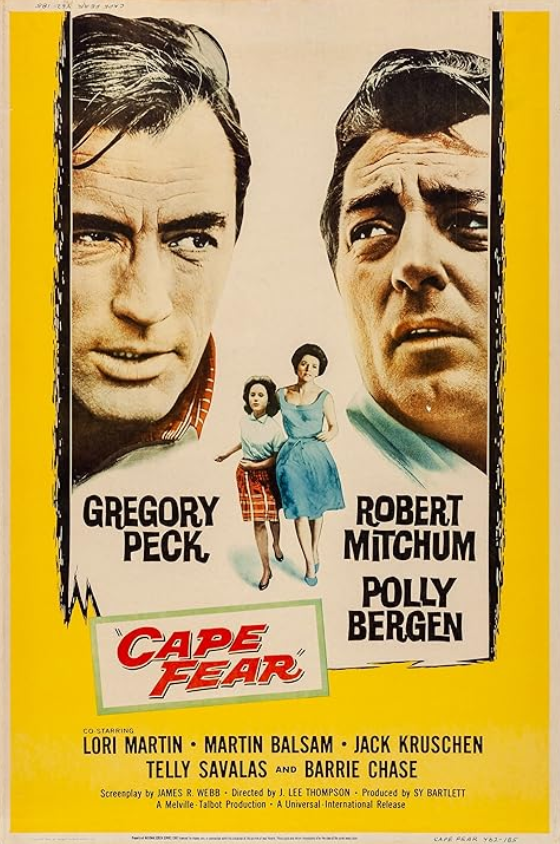 GREGORY
PECK
ROBERT
MITCHUM
POLLY
BERGEN
"CAPE
FEAR"
CO-STARRING
LORI MARTIN • MARTIN BALSAM • JACK KRUSCHEN
TELLY SAVALAS AND BARRIE CHASE
Screenplay by JAMES R. WEBB • Directed by J. LEE THOMPSON • Produced by SY BARTLETT
A Melville-Talbot Production • A Universal-International Release
CAPE FEAR Y62-185